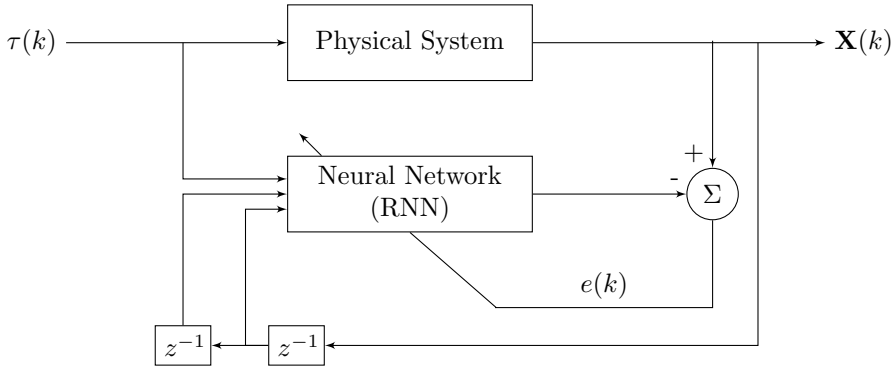 τ(k)
Physical System
𝐗(k)
+
-
Neural Network
(RNN)
Σ
e(k)
z⁻¹
z⁻¹